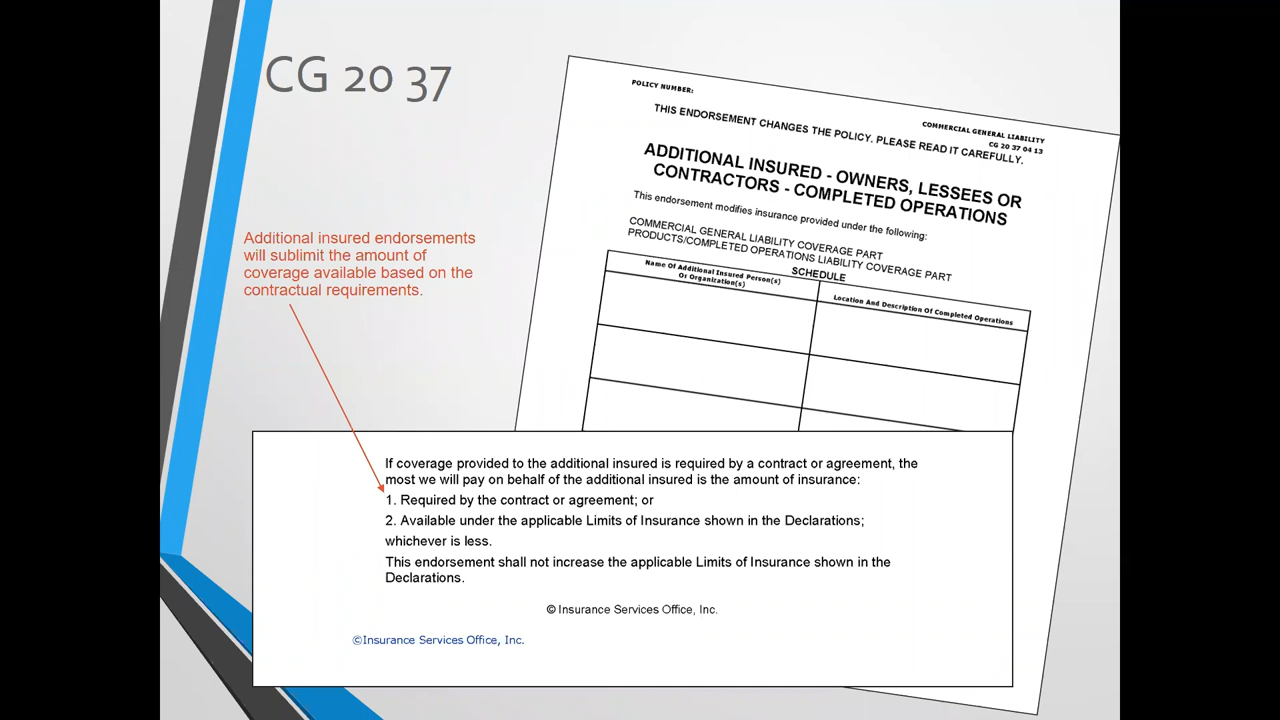 CG 20 37
POLICY NUMBER:
COMMERCIAL GENERAL LIABILITY
CG 20 37 04 13
THIS ENDORSEMENT CHANGES THE POLICY. PLEASE READ IT CAREFULLY.
ADDITIONAL INSURED - OWNERS, LESSEES OR
CONTRACTORS - COMPLETED OPERATIONS
This endorsement modifies insurance provided under the following:
COMMERCIAL GENERAL LIABILITY COVERAGE PART
PRODUCTS/COMPLETED OPERATIONS LIABILITY COVERAGE PART
SCHEDULE
Name Of Additional Insured Person(s)
Or Organization(s)
Location And Description Of Completed Operations
Additional insured endorsements
will sublimit the amount of
coverage available based on the
contractual requirements.
If coverage provided to the additional insured is required by a contract or agreement, the
most we will pay on behalf of the additional insured is the amount of insurance:
1. Required by the contract or agreement; or
2. Available under the applicable Limits of Insurance shown in the Declarations;
whichever is less.
This endorsement shall not increase the applicable Limits of Insurance shown in the
Declarations.
© Insurance Services Office, Inc.
©Insurance Services Office, Inc.